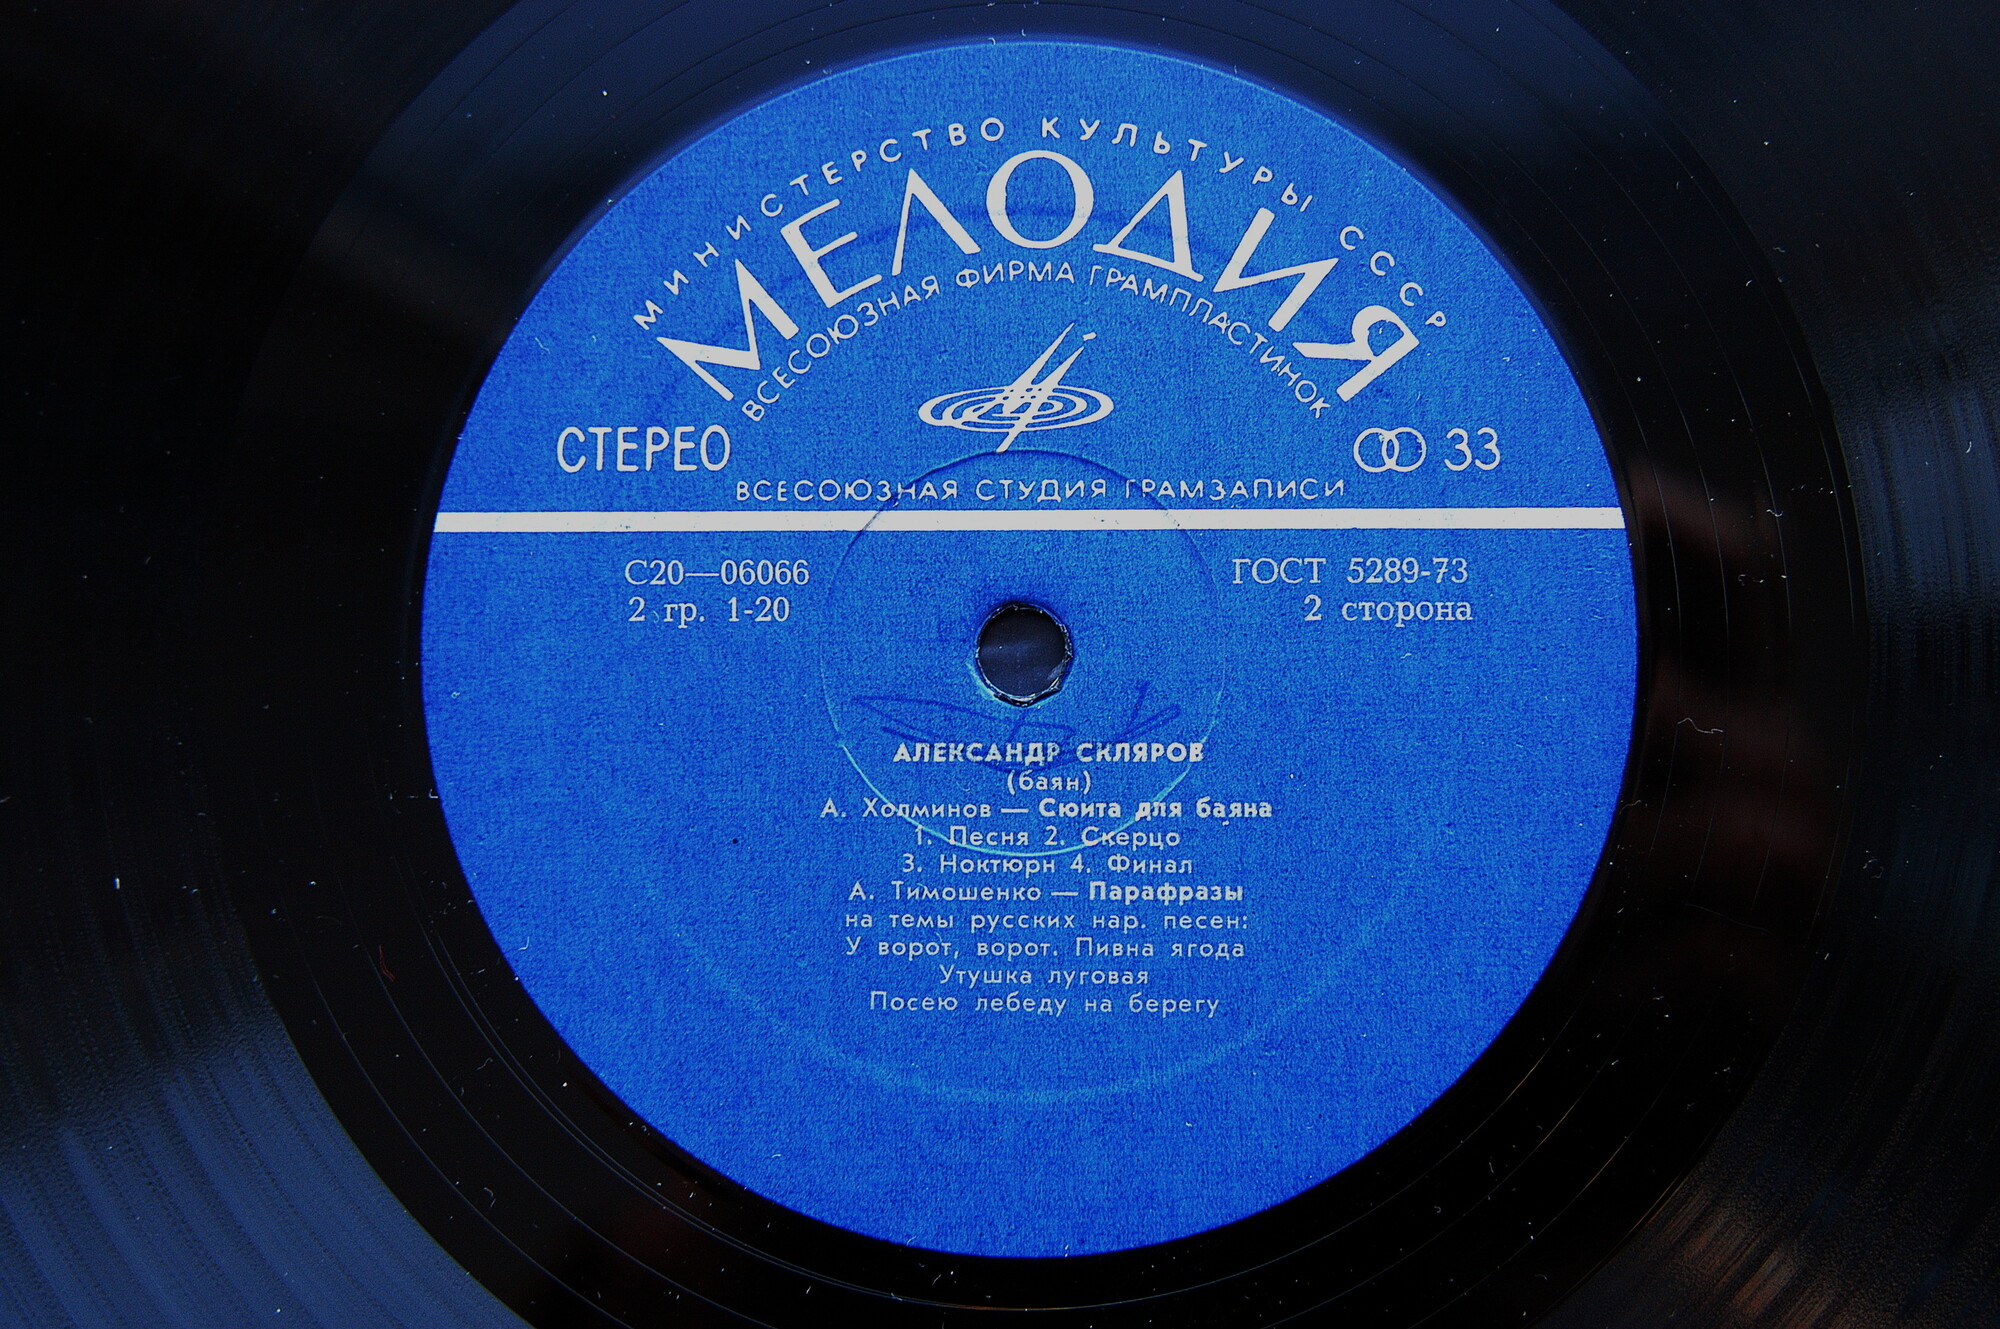 МИНИСТЕРСТВО КУЛЬТУРЫ СССР
МЕЛОДИЯ
ВСЕСОЮЗНАЯ ФИРМА ГРАМПЛАСТИНОК
СТЕРЕО
33
ВСЕСОЮЗНАЯ СТУДИЯ ГРАМЗАПИСИ
С20—06066
ГОСТ 5289-73
2 гр. 1-20
2 сторона
АЛЕКСАНДР СКЛЯРОВ
(баян)
А. Холминов — Сюита для баяна
1. Песня 2. Скерцо
3. Ноктюрн 4. Финал
А. Тимошенко — Парафразы
на темы русских нар. песен:
У ворот, ворот. Пивна ягода
Утушка луговая
Посею лебеду на берегу